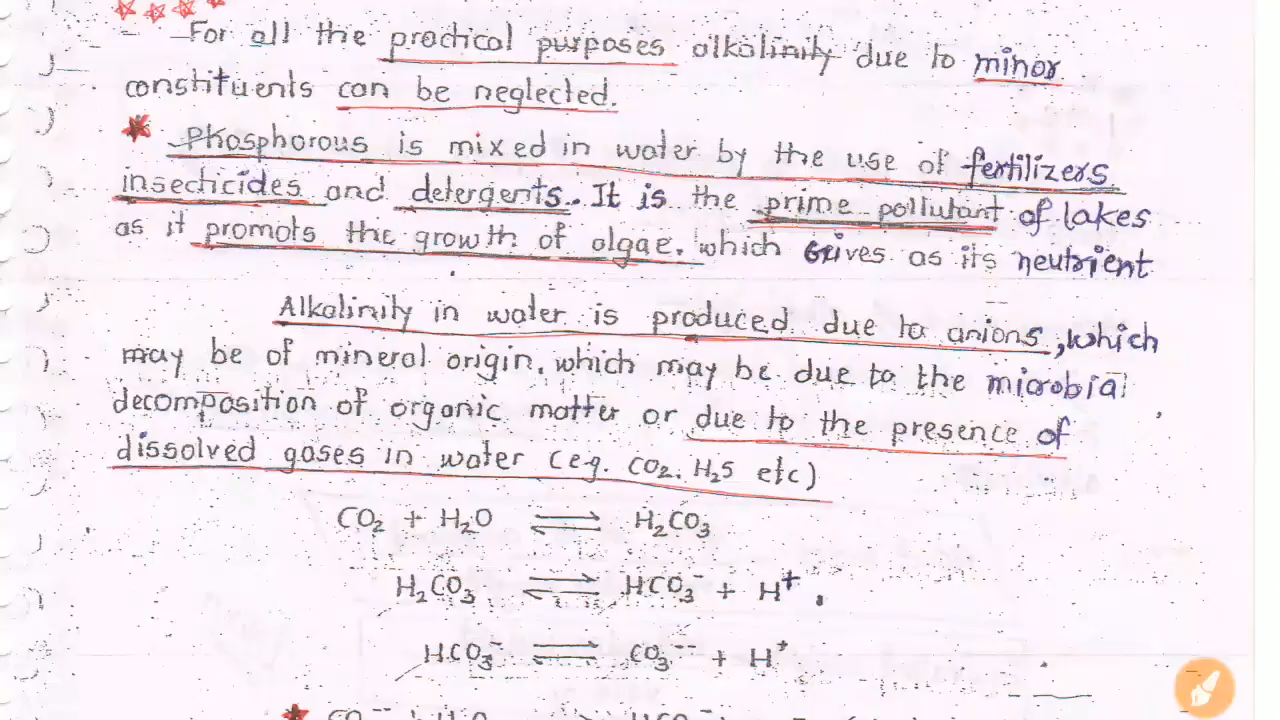 - For all the practical purposes alkalinity due to minor
constituents can be neglected.
Phosphorous is mixed in water by the use of fertilizers,
insecticides and detergents. It is the prime pollutant of lakes
as it promots the growth of algae, which as its neutrient
Alkalinity in water is produced due to anions, which
may be of mineral origin, which may be due to the microbial
decomposition of organic matter or due to the presence of
dissolved gases in water (eg. CO₂, H₂S etc)
CO₂ + H₂O ⇌ H₂CO₃
H₂CO₃ ⇌ HCO₃⁻ + H⁺
HCO₃⁻ ⇌ CO₃⁻⁻ + H⁺